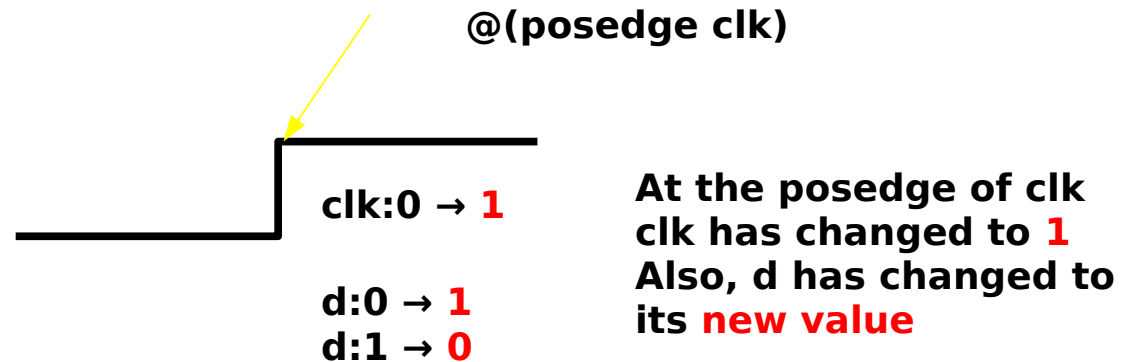 @(posedge clk)
clk:0 → 1
d:0 → 1
d:1 → 0
At the posedge of clk
clk has changed to 1
Also, d has changed to
its new value